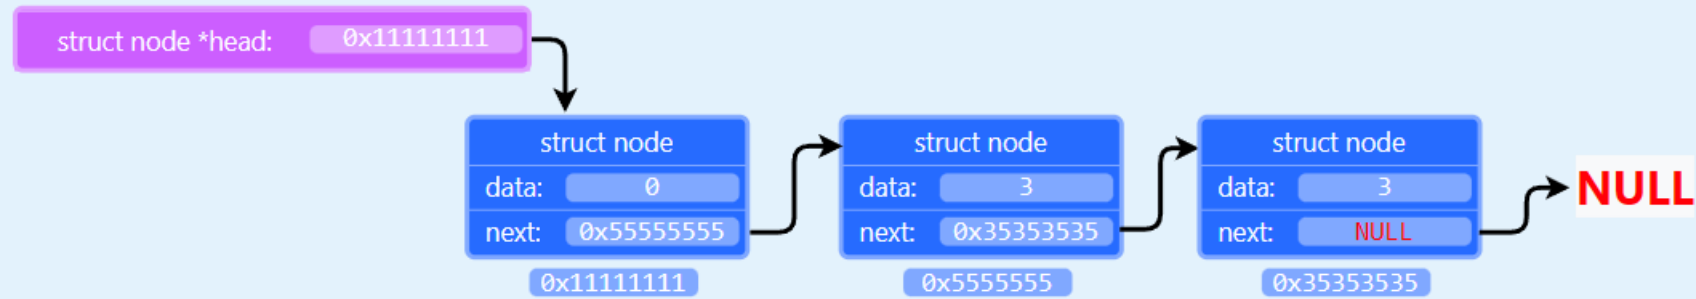 struct node *head: 0x11111111
struct node struct node struct node
data: 0 data: 3 data: 3 NULL
next: 0x55555555 next: 0x35353535 next: NULL
0x11111111 0x5555555 0x35353535